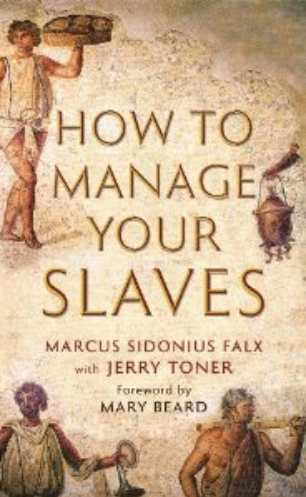 HOW TO
MANAGE
YOUR
SLAVES
MARCUS SIDONIUS FALX
with JERRY TONER
Foreword by
MARY BEARD